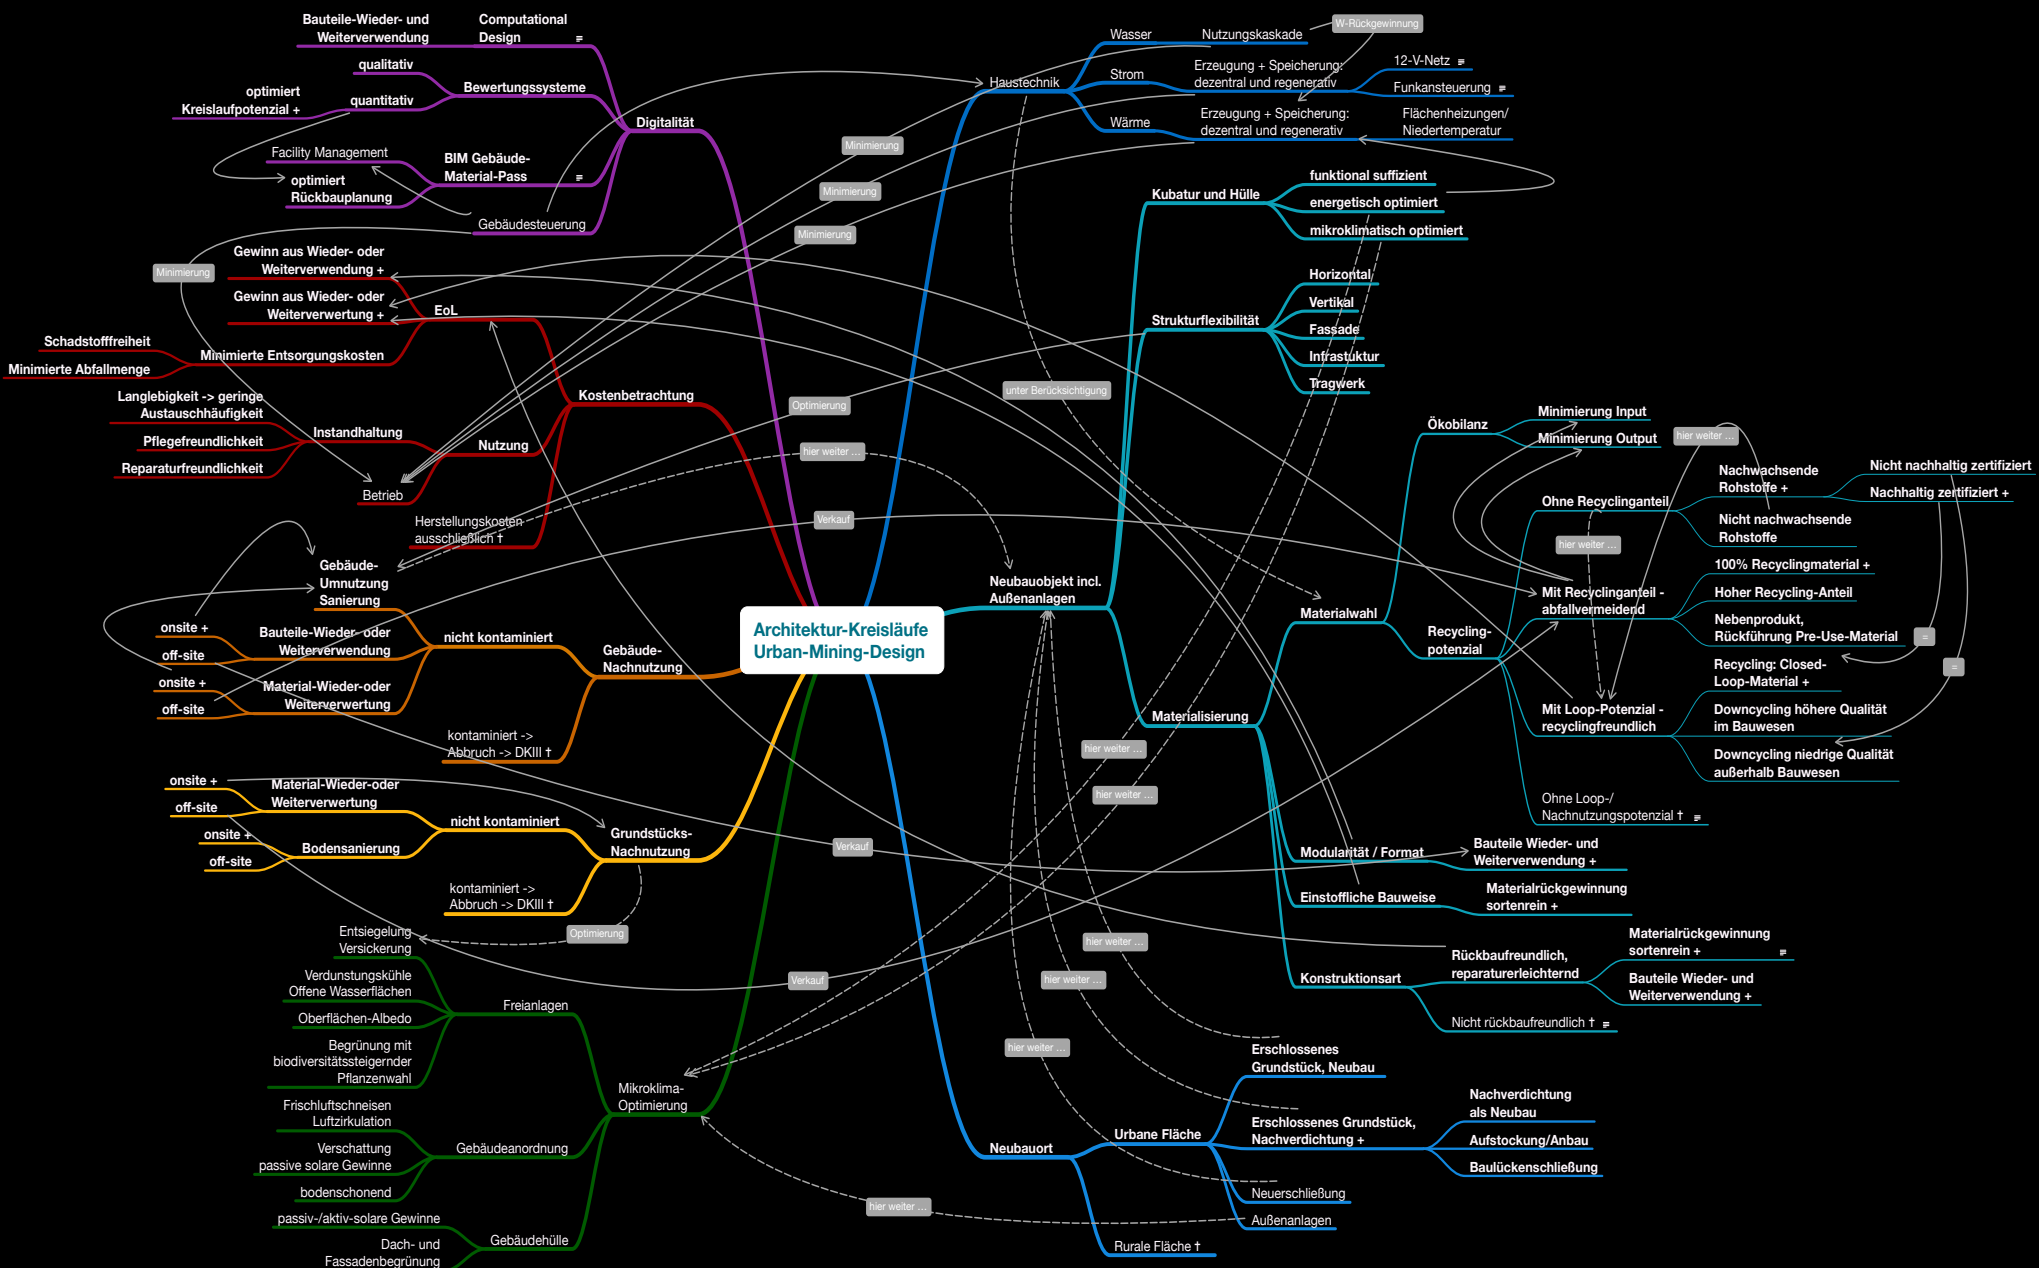 Architektur-Kreisläufe
Urban-Mining-Design
Digitalität
Computational
Design
Bauteile-Wieder- und
Weiterverwendung
Bewertungssysteme
qualitativ
quantitativ
optimiert
Kreislaufpotenzial +
BIM Gebäude-
Material-Pass
Facility Management
optimiert
Rückbauplanung
Gebäudesteuerung
Minimierung
Kostenbetrachtung
EoL
Gewinn aus Wieder- oder
Weiterverwendung +
Gewinn aus Wieder- oder
Weiterverwertung +
Minimierte Entsorgungskosten
Schadstofffreiheit
Minimierte Abfallmenge
Nutzung
Instandhaltung
Langlebigkeit -> geringe
Austauschhäufigkeit
Pflegefreundlichkeit
Reparaturfreundlichkeit
Betrieb
Herstellungskosten
ausschließlich †
Gebäude-
Nachnutzung
nicht kontaminiert
Gebäude-
Umnutzung
Sanierung
Bauteile-Wieder- oder
Weiterverwendung
onsite +
off-site
Material-Wieder-oder
Weiterverwertung
onsite +
off-site
kontaminiert ->
Abbruch -> DKIII †
Grundstücks-
Nachnutzung
nicht kontaminiert
Material-Wieder-oder
Weiterverwertung
onsite +
off-site
Bodensanierung
onsite +
off-site
kontaminiert ->
Abbruch -> DKIII †
Optimierung
Mikroklima-
Optimierung
Freianlagen
Entsiegelung
Versickerung
Verdunstungskühle
Offene Wasserflächen
Oberflächen-Albedo
Begrünung mit
biodiversitätssteigernder
Pflanzenwahl
Gebäudeanordnung
Frischluftschneisen
Luftzirkulation
Verschattung
passive solare Gewinne
bodenschonend
Gebäudehülle
passiv-/aktiv-solare Gewinne
Dach- und
Fassadenbegrünung
Haustechnik
Wasser
Nutzungskaskade
W-Rückgewinnung
Strom
Erzeugung + Speicherung:
dezentral und regenerativ
12-V-Netz
Funkansteuerung
Wärme
Erzeugung + Speicherung:
dezentral und regenerativ
Flächenheizungen/
Niedertemperatur
Minimierung
Minimierung
Minimierung
unter Berücksichtigung
Optimierung
hier weiter ...
Verkauf
Neubauobjekt incl.
Außenanlagen
Kubatur und Hülle
funktional suffizient
energetisch optimiert
mikroklimatisch optimiert
Strukturflexibilität
Horizontal
Vertikal
Fassade
Infrastuktur
Tragwerk
Materialisierung
Materialwahl
Ökobilanz
Minimierung Input
Minimierung Output
hier weiter ...
Recycling-
potenzial
Ohne Recyclinganteil
Nachwachsende
Rohstoffe +
Nicht nachhaltig zertifiziert
Nachhaltig zertifiziert +
Nicht nachwachsende
Rohstoffe
hier weiter ...
Mit Recyclinganteil -
abfallvermeidend
100% Recyclingmaterial +
Hoher Recycling-Anteil
Nebenprodukt,
Rückführung Pre-Use-Material
=
=
Mit Loop-Potenzial -
recyclingfreundlich
Recycling: Closed-
Loop-Material +
Downcycling höhere Qualität
im Bauwesen
Downcycling niedrige Qualität
außerhalb Bauwesen
Ohne Loop-/
Nachnutzungspotenzial †
Modularität / Format
Bauteile Wieder- und
Weiterverwendung +
Einstoffliche Bauweise
Materialrückgewinnung
sortenrein +
Konstruktionsart
Rückbaufreundlich,
reparaturerleichternd
Materialrückgewinnung
sortenrein +
Bauteile Wieder- und
Weiterverwendung +
Nicht rückbaufreundlich †
hier weiter ...
hier weiter ...
Verkauf
Verkauf
hier weiter ...
hier weiter ...
hier weiter ...
hier weiter ...
Neubauort
Urbane Fläche
Erschlossenes
Grundstück, Neubau
Erschlossenes Grundstück,
Nachverdichtung +
Nachverdichtung
als Neubau
Aufstockung/Anbau
Baulückenschließung
Neuerschließung
Außenanlagen
Rurale Fläche †